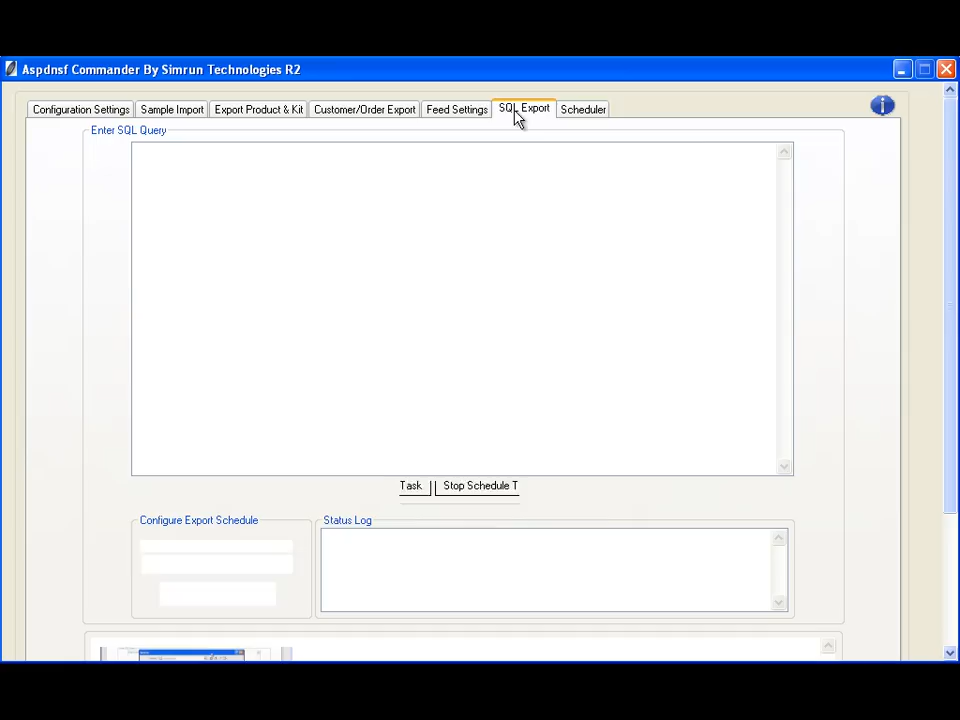 Aspdnsf Commander By Simrun Technologies R2
Configuration Settings Sample Import Export Product & Kit Customer/Order Export Feed Settings SQL Export Scheduler
Enter SQL Query
Task Stop Schedule T
Configure Export Schedule Status Log